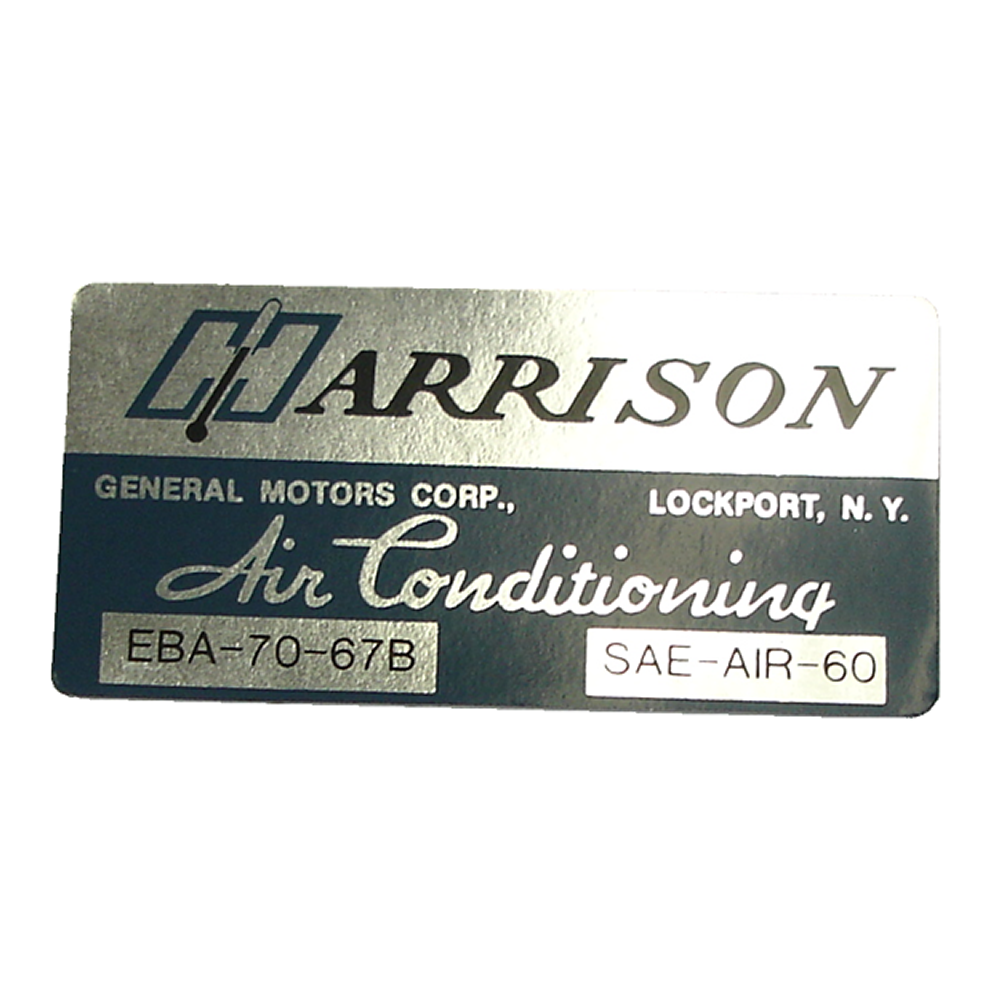 HARRISON
GENERAL MOTORS CORP., LOCKPORT, N. Y.
Air Conditioning
EBA-70-67B SAE-AIR-60